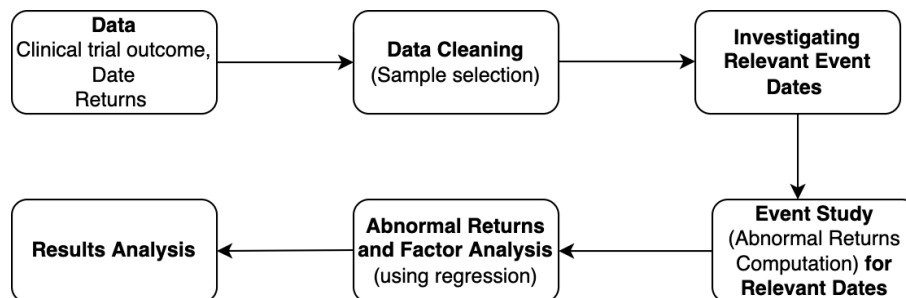 Data
Clinical trial outcome,
Date
Returns
Data Cleaning
(Sample selection)
Investigating
Relevant Event
Dates
Event Study
(Abnormal Returns
Computation) for
Relevant Dates
Abnormal Returns
and Factor Analysis
(using regression)
Results Analysis